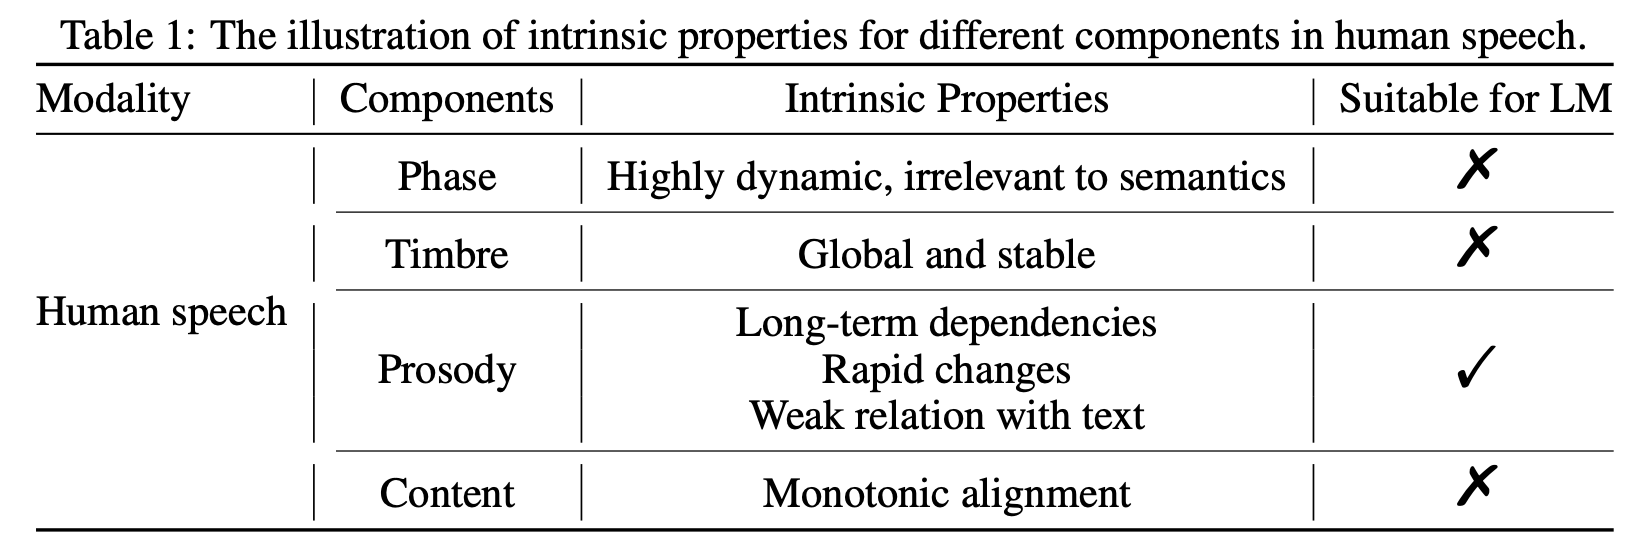 Table 1: The illustration of intrinsic properties for different components in human speech.
Modality Components Intrinsic Properties Suitable for LM
Phase Highly dynamic, irrelevant to semantics ✗
Timbre Global and stable ✗
Human speech
Long-term dependencies
Prosody Rapid changes ✓
Weak relation with text
Content Monotonic alignment ✗